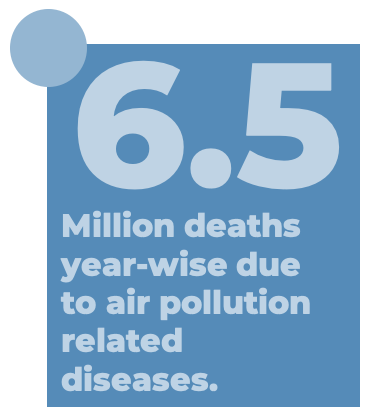 6.5
Million deaths
year-wise due
to air pollution
related
diseases.